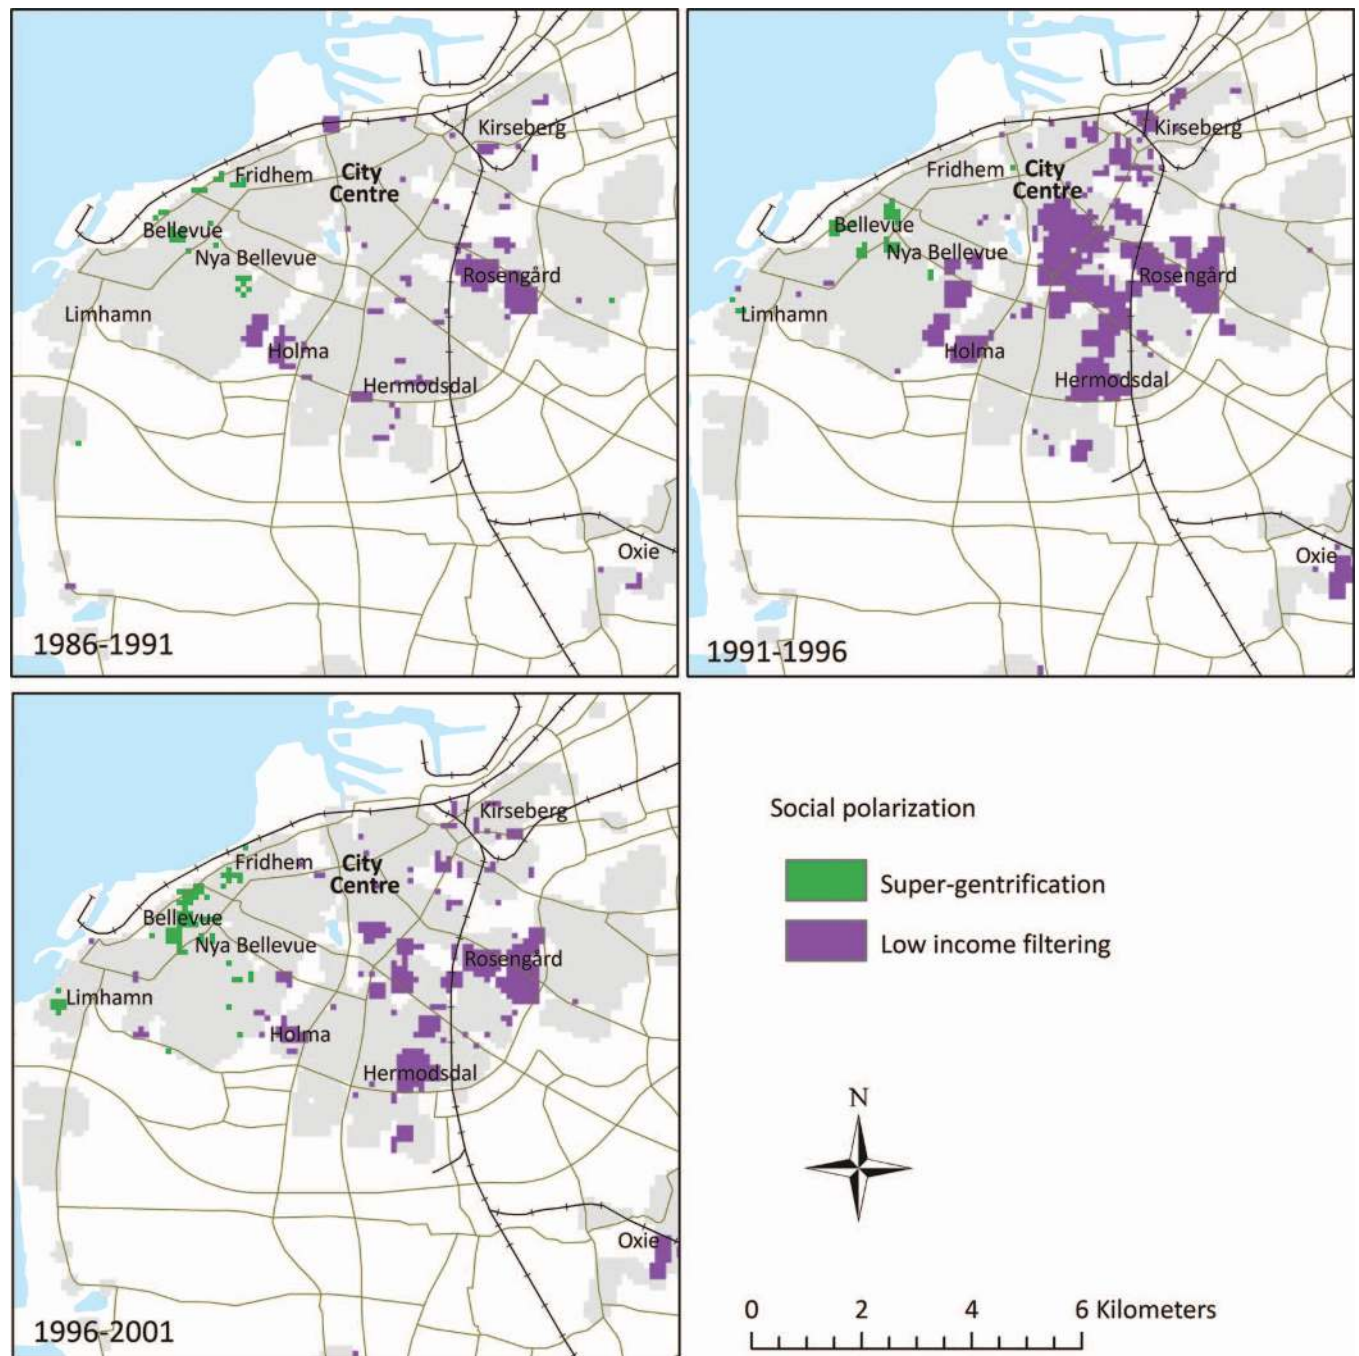 Kirseberg
Fridhem
City
Centre
Bellevue
Nya Bellevue
Rosengård
Limhamn
Holma
Hermodsdal
Oxie
1986-1991
Kirseberg
Fridhem
City
Centre
Bellevue
Nya Bellevue
Rosengård
Limhamn
Holma
Hermodsdal
Oxie
1991-1996
Kirseberg
Fridhem
City
Centre
Bellevue
Nya Bellevue
Rosengård
Limhamn
Holma
Hermodsdal
Oxie
1996-2001
Social polarization
Super-gentrification
Low income filtering
N
0 2 4 6 Kilometers